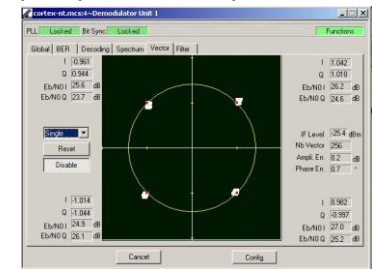 cortex-nt.mcs:4~Demodulator Unit 1
PLL Locked Bit Sync Locked Functions
Global BER Decoding Spectrum Vector Filter
I -0.961
Q 0.944
Eb/N0 I 25.6 dB
Eb/N0 Q 23.7 dB
I 1.042
Q 1.010
Eb/N0 I 26.2 dB
Eb/N0 Q 24.6 dB
Single
Reset
Disable
IF Level -25.4 dBm
Nb Vector 256
Ampli. Err. 0.2 dB
Phase Err. 0.7 °
I -1.014
Q -1.044
Eb/N0 I 24.9 dB
Eb/N0 Q 26.1 dB
I 0.982
Q -0.997
Eb/N0 I 27.0 dB
Eb/N0 Q 25.2 dB
Cancel Config